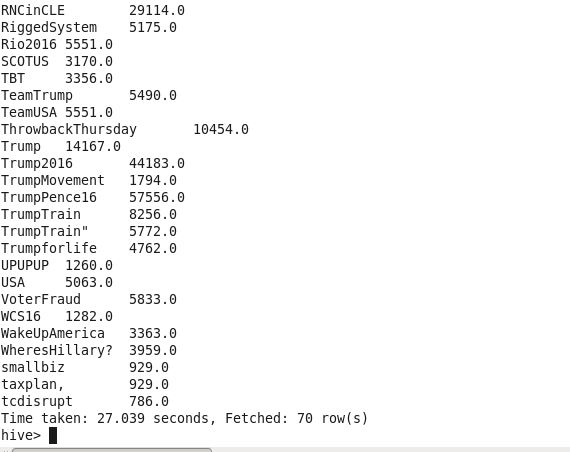 RNCinCLE	29114.0
RiggedSystem	5175.0
Rio2016	5551.0
SCOTUS	3170.0
TBT	3356.0
TeamTrump	5490.0
TeamUSA	5551.0
ThrowbackThursday	10454.0
Trump	14167.0
Trump2016	44183.0
TrumpMovement	1794.0
TrumpPence16	57556.0
TrumpTrain	8256.0
TrumpTrain"	5772.0
Trumpforlife	4762.0
UPUPUP	1260.0
USA	5063.0
VoterFraud	5833.0
WCS16	1282.0
WakeUpAmerica	3363.0
WheresHillary?	3959.0
smallbiz	929.0
taxplan,	929.0
tcdisrupt	786.0
Time taken: 27.039 seconds, Fetched: 70 row(s)
hive>